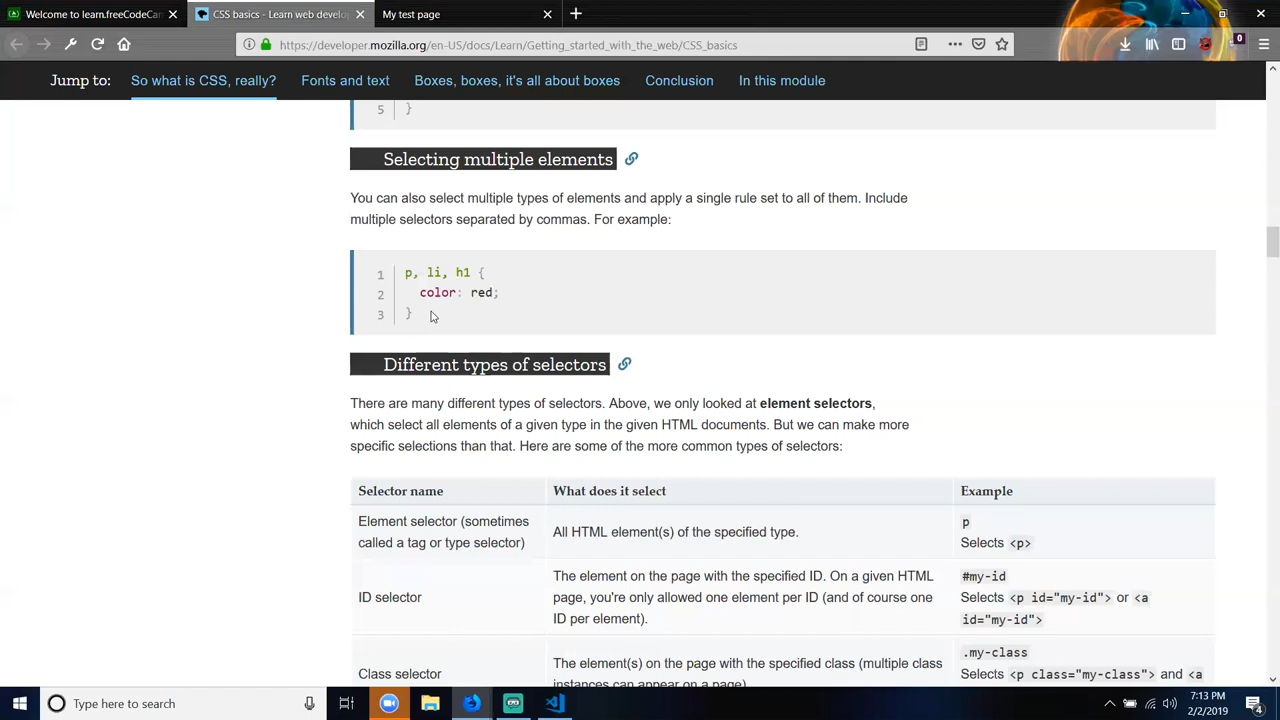 Welcome to learn.freeCodeCam
CSS basics - Learn web develo
My test page
https://developer.mozilla.org/en-US/docs/Learn/Getting_started_with_the_web/CSS_basics
0
Jump to:
So what is CSS, really?
Fonts and text
Boxes, boxes, it's all about boxes
Conclusion
In this module
5 }
Selecting multiple elements
You can also select multiple types of elements and apply a single rule set to all of them. Include
multiple selectors separated by commas. For example:
1 p, li, h1 {
2 color: red;
3 }
Different types of selectors
There are many different types of selectors. Above, we only looked at element selectors,
which select all elements of a given type in the given HTML documents. But we can make more
specific selections than that. Here are some of the more common types of selectors:
Selector name
What does it select
Example
Element selector (sometimes
called a tag or type selector)
All HTML element(s) of the specified type.
p
Selects <p>
ID selector
The element on the page with the specified ID. On a given HTML
page, you're only allowed one element per ID (and of course one
ID per element).
#my-id
Selects <p id="my-id"> or <a
id="my-id">
Class selector
The element(s) on the page with the specified class (multiple class
instances can appear on a page)
.my-class
Selects <p class="my-class"> and <a
Type here to search
7:13 PM
2/2/2019
4